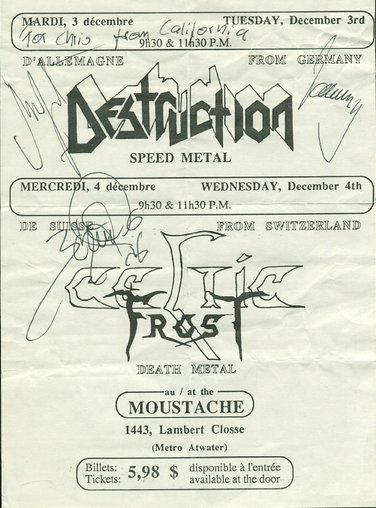 MARDI, 3 décembre TUESDAY, December 3rd
for Chris from California
9h30 & 11h30 P.M.
D'ALLEMAGNE FROM GERMANY
DESTRUCTION
SPEED METAL
MERCREDI, 4 décembre WEDNESDAY, December 4th
9h30 & 11h30 P.M.
DE SUISSE FROM SWITZERLAND
CELTIC
FROST
DEATH METAL
au / at the
MOUSTACHE
1443, Lambert Closse
(Metro Atwater)
Billets: 5,98 $ disponible à l'entrée
Tickets: available at the door